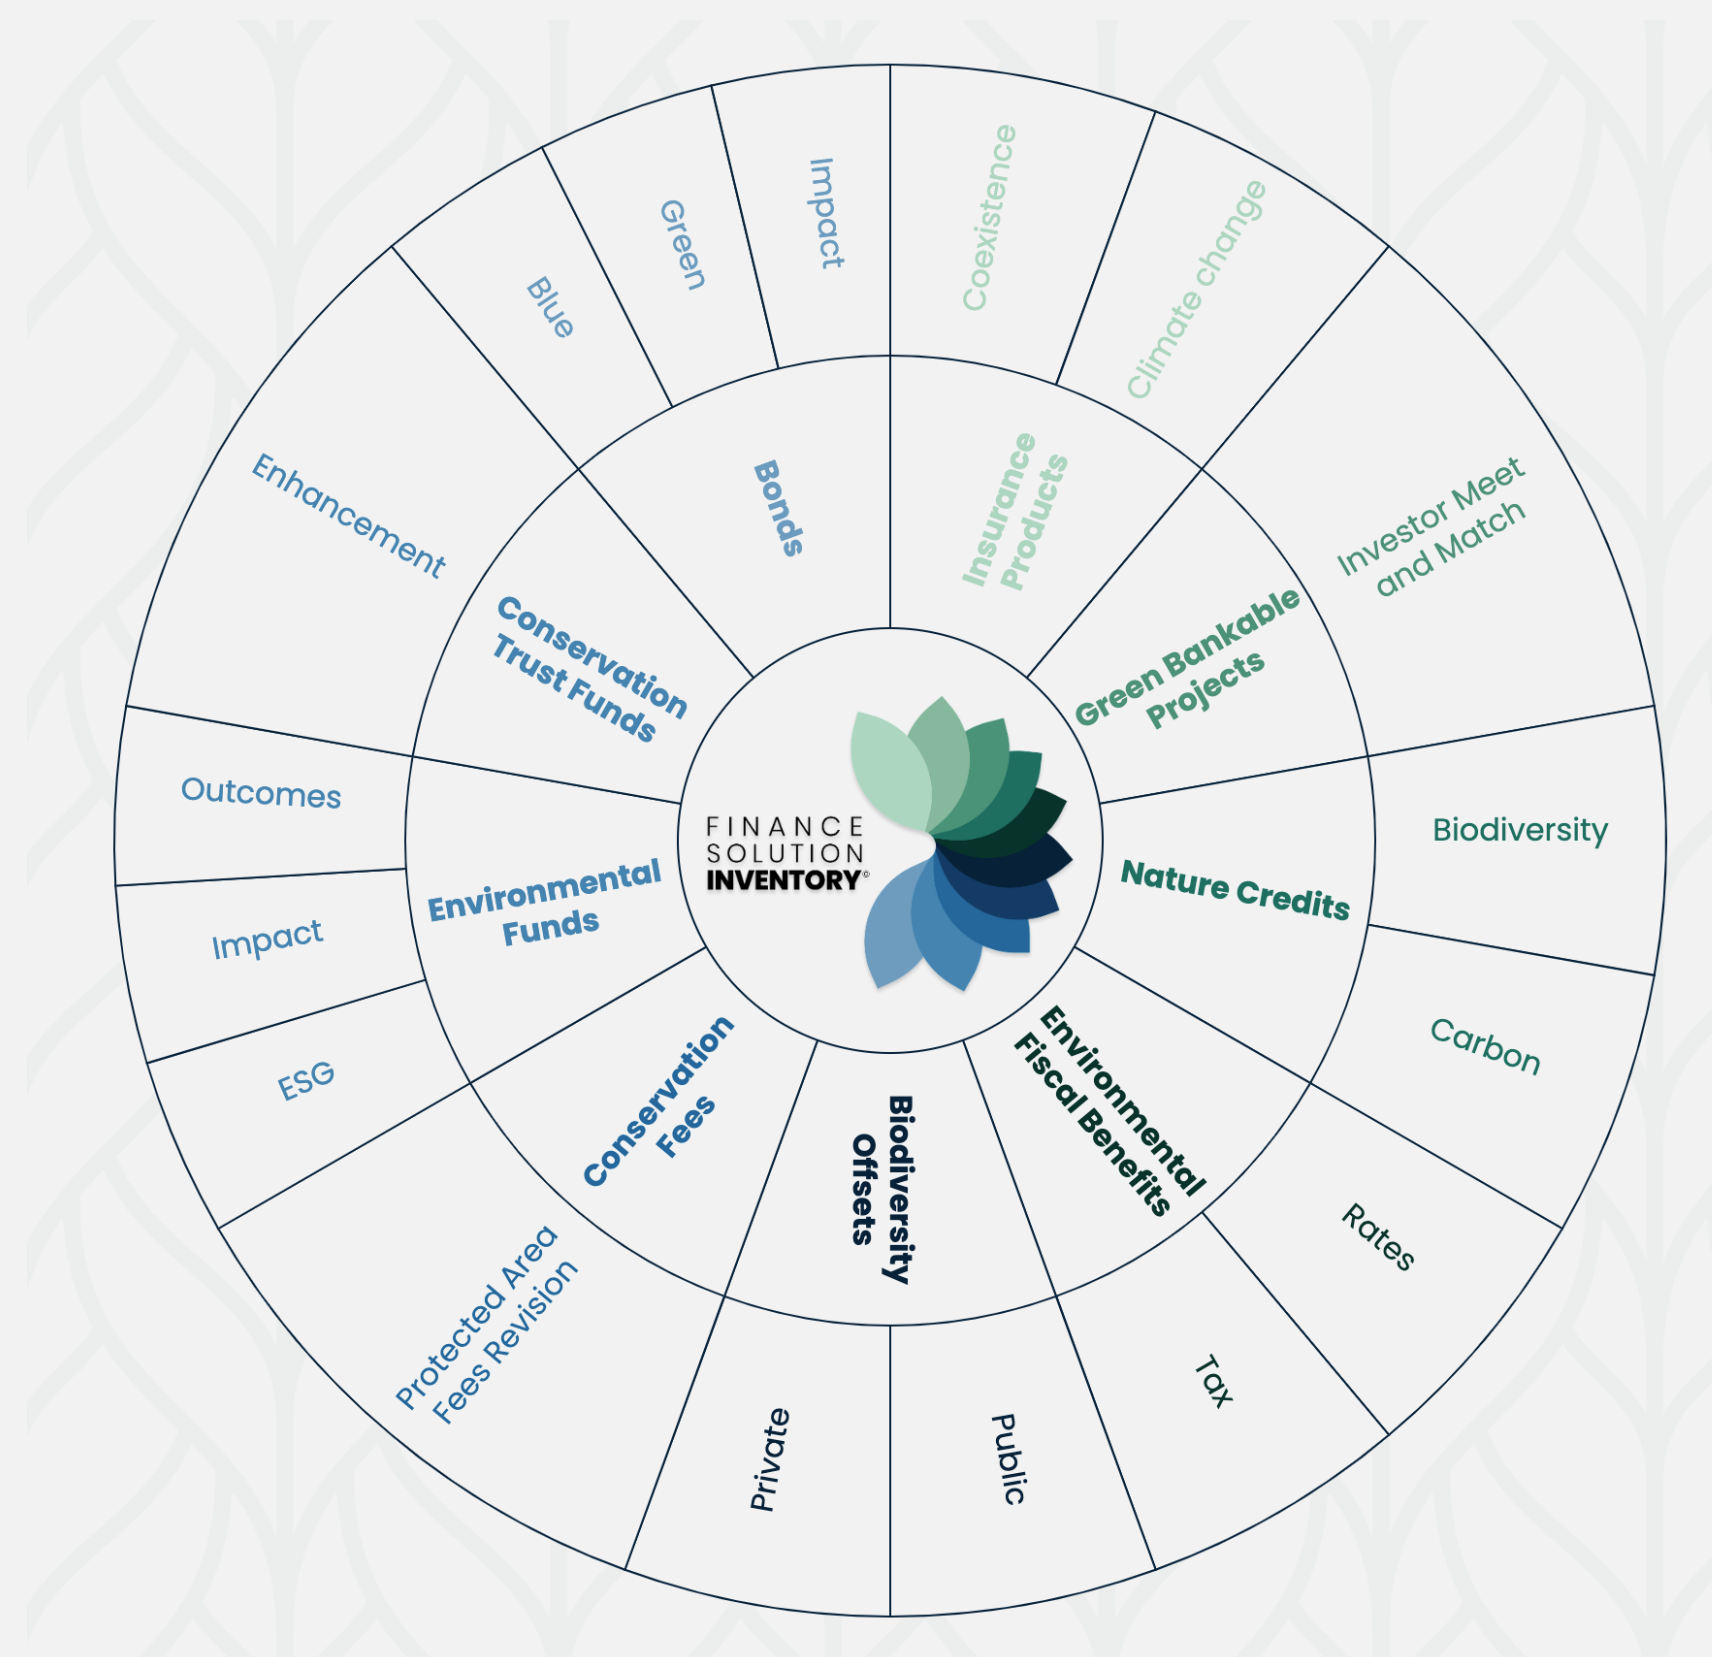 FINANCE
SOLUTION
INVENTORY©
Insurance
Products
Coexistence
Climate change
Green Bankable
Projects
Investor Meet
and Match
Nature Credits
Biodiversity
Carbon
Environmental
Fiscal Benefits
Rates
Tax
Biodiversity
Offsets
Public
Private
Conservation
Fees
Protected Area
Fees Revision
Environmental
Funds
ESG
Impact
Outcomes
Conservation
Trust Funds
Enhancement
Bonds
Blue
Green
Impact